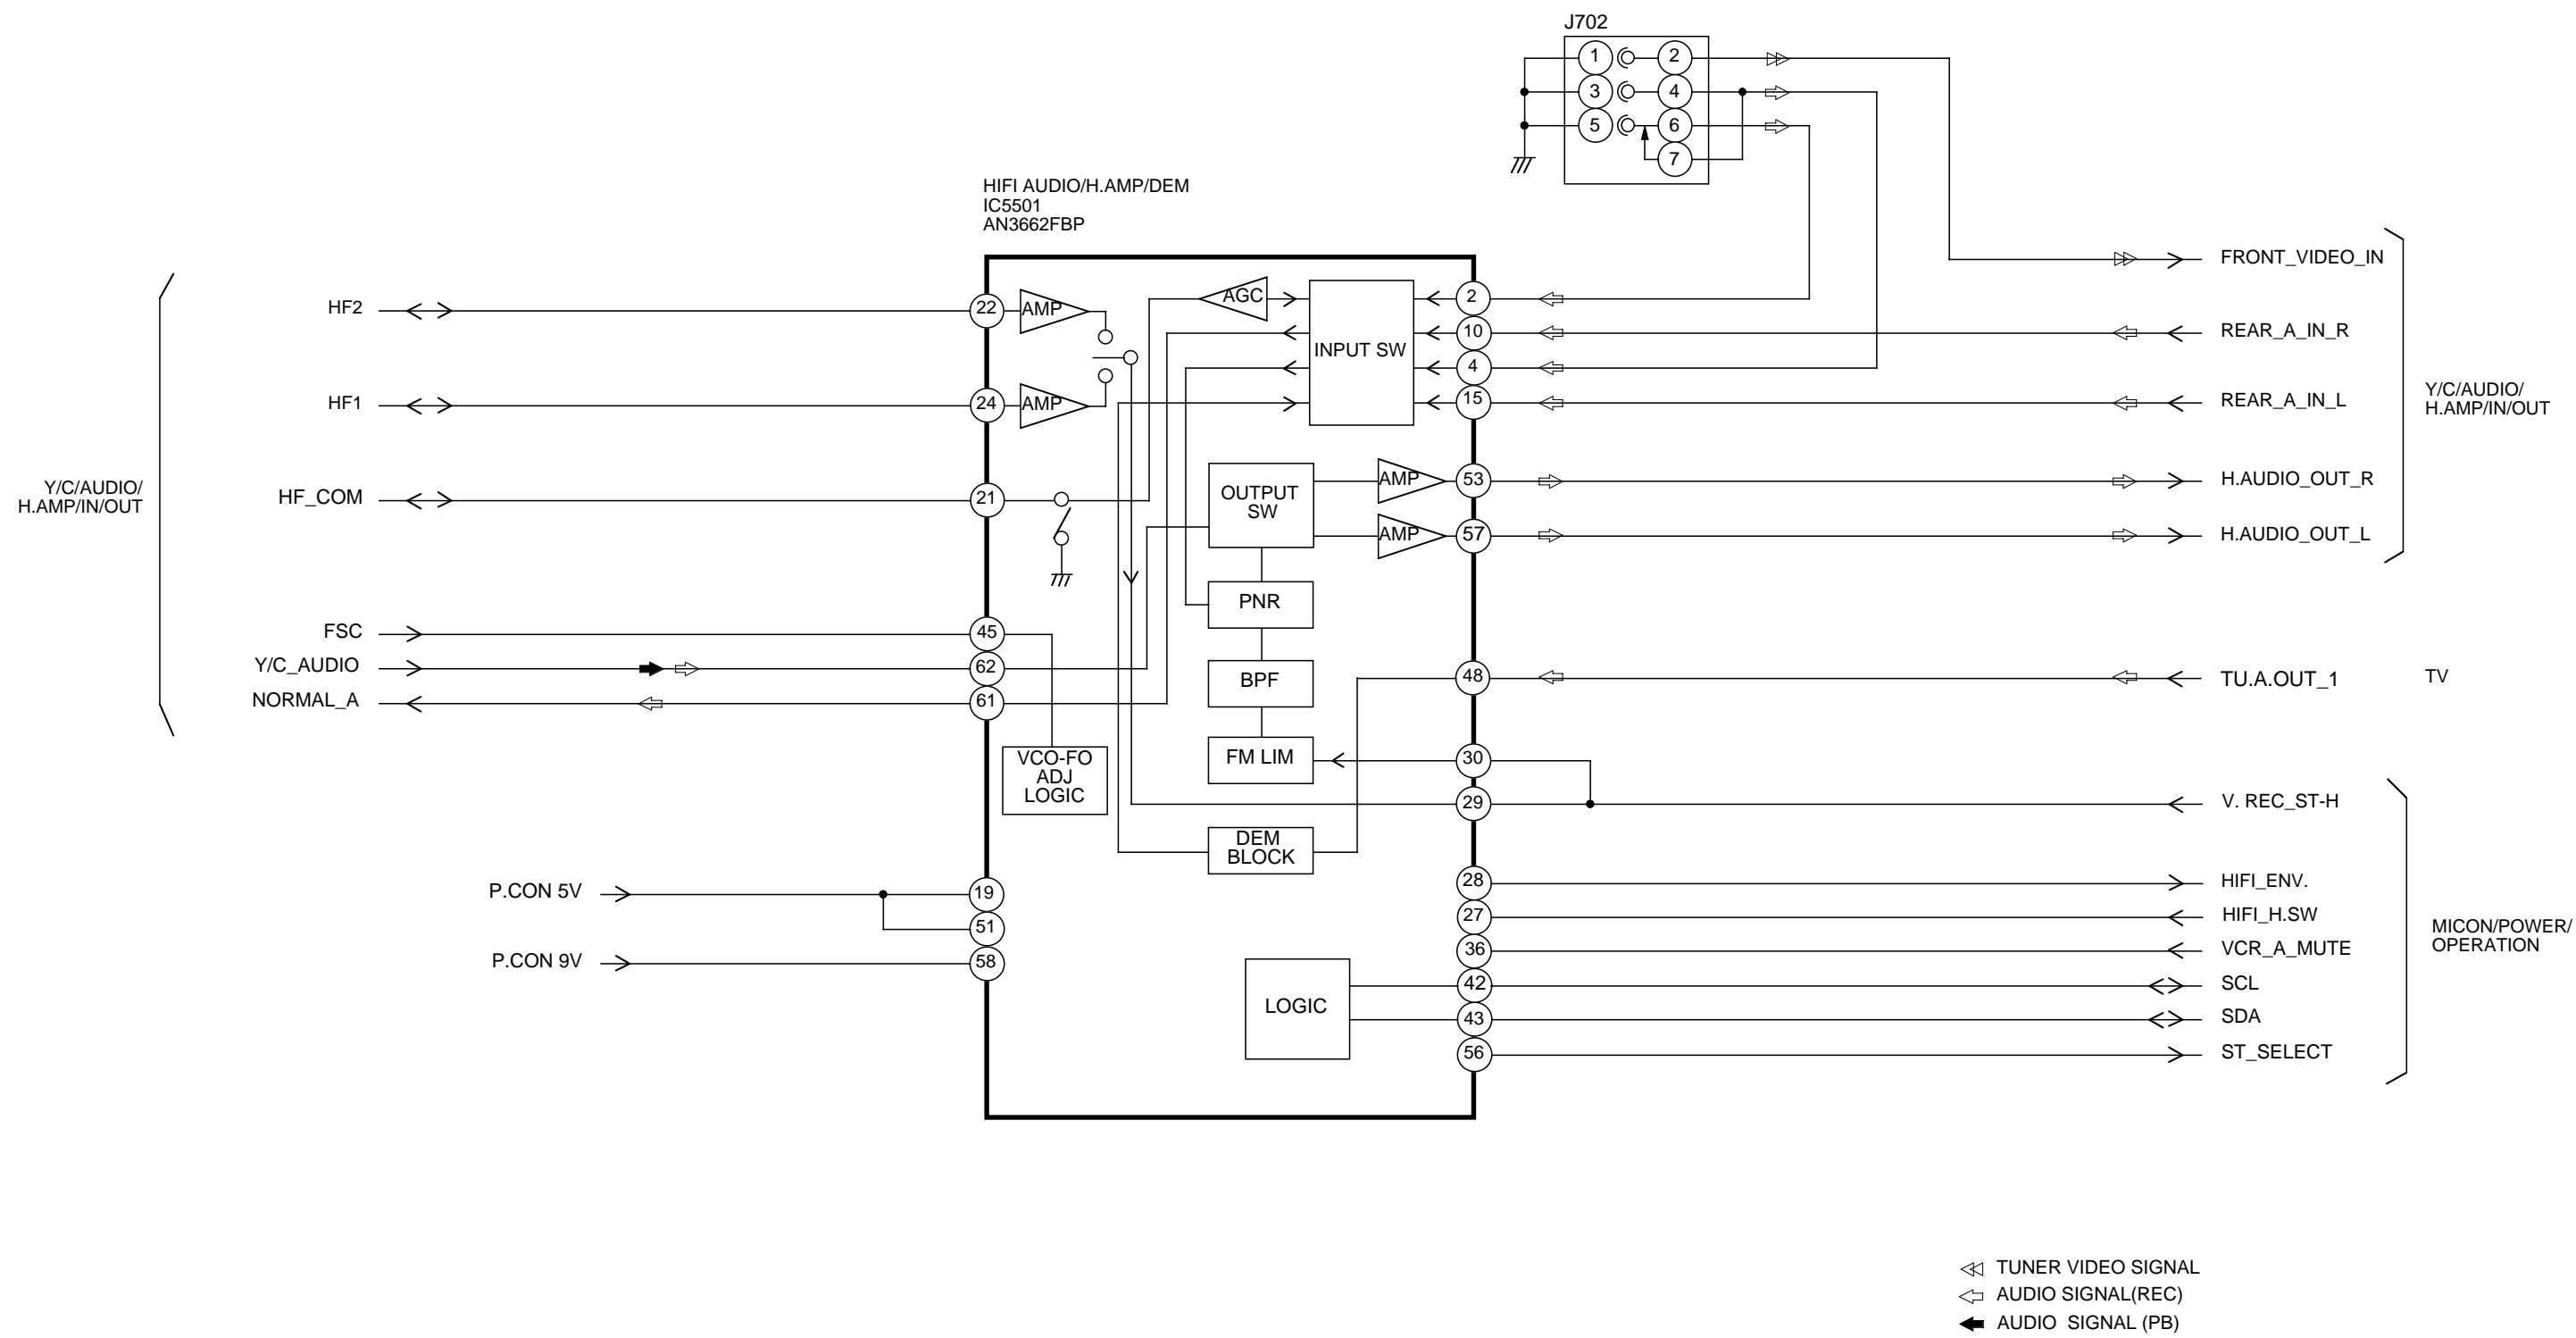 J702
1
2
3
4
5
6
7
HIFI AUDIO/H.AMP/DEM
IC5501
AN3662FBP
Y/C/AUDIO/
H.AMP/IN/OUT
HF2
HF1
HF_COM
FSC
Y/C_AUDIO
NORMAL_A
P.CON 5V
P.CON 9V
22
24
21
45
62
61
19
51
58
AMP
AMP
AGC
INPUT SW
OUTPUT
SW
AMP
AMP
PNR
BPF
FM LIM
VCO-FO
ADJ
LOGIC
DEM
BLOCK
LOGIC
2
10
4
15
53
57
48
30
29
28
27
36
42
43
56
FRONT_VIDEO_IN
REAR_A_IN_R
REAR_A_IN_L
H.AUDIO_OUT_R
H.AUDIO_OUT_L
Y/C/AUDIO/
H.AMP/IN/OUT
TU.A.OUT_1
TV
V. REC_ST-H
HIFI_ENV.
HIFI_H.SW
VCR_A_MUTE
SCL
SDA
ST_SELECT
MICON/POWER/
OPERATION
TUNER VIDEO SIGNAL
AUDIO SIGNAL(REC)
AUDIO SIGNAL (PB)